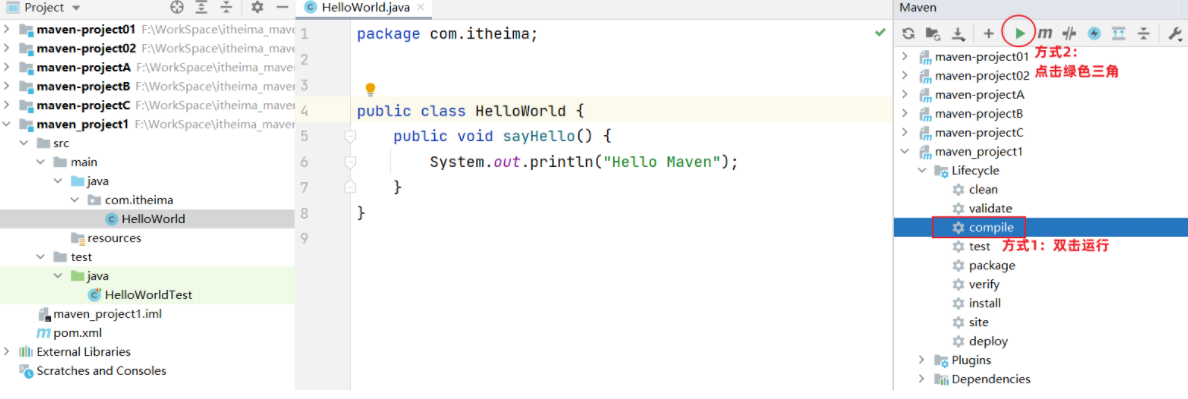 Project
maven-project01 F:\WorkSpace\itheima_mave
maven-project02 F:\WorkSpace\itheima_mave
maven-projectA F:\WorkSpace\itheima_maven
maven-projectB F:\WorkSpace\itheima_maven
maven-projectC F:\WorkSpace\itheima_maven
maven_project1 F:\WorkSpace\itheima_maven
src
main
java
com.itheima
HelloWorld
resources
test
java
HelloWorldTest
maven_project1.iml
pom.xml
External Libraries
Scratches and Consoles
HelloWorld.java
1 package com.itheima;
2
3
4 public class HelloWorld {
5 public void sayHello() {
6 System.out.println("Hello Maven");
7 }
8 }
9
Maven
maven-project01
maven-project02
方式2：
点击绿色三角
maven-projectA
maven-projectB
maven-projectC
maven_project1
Lifecycle
clean
validate
compile
test 方式1：双击运行
package
verify
install
site
deploy
Plugins
Dependencies